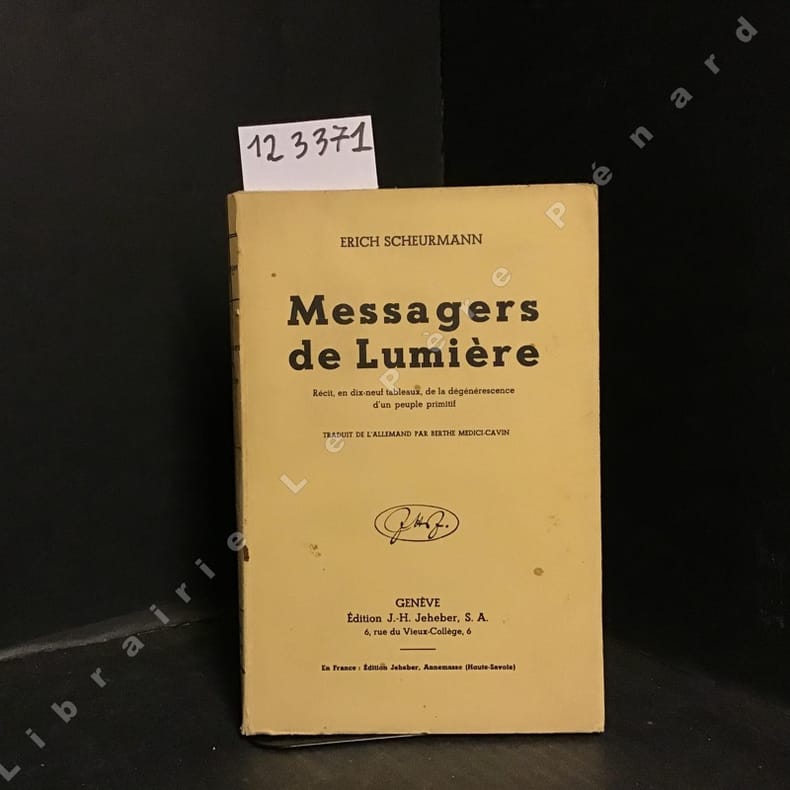 123371
ERICH SCHEURMANN
Messagers
de Lumière
Récit, en dix-neuf tableaux, de la dégénérescence
d'un peuple primitif
TRADUIT DE L'ALLEMAND PAR BERTHE MEDICI-CAVIN
GENÈVE
Édition J.-H. Jeheber, S. A.
6, rue du Vieux-Collège, 6
En France : Édition Jeheber, Annemasse (Haute-Savoie)
Librairie Le Père Pénard